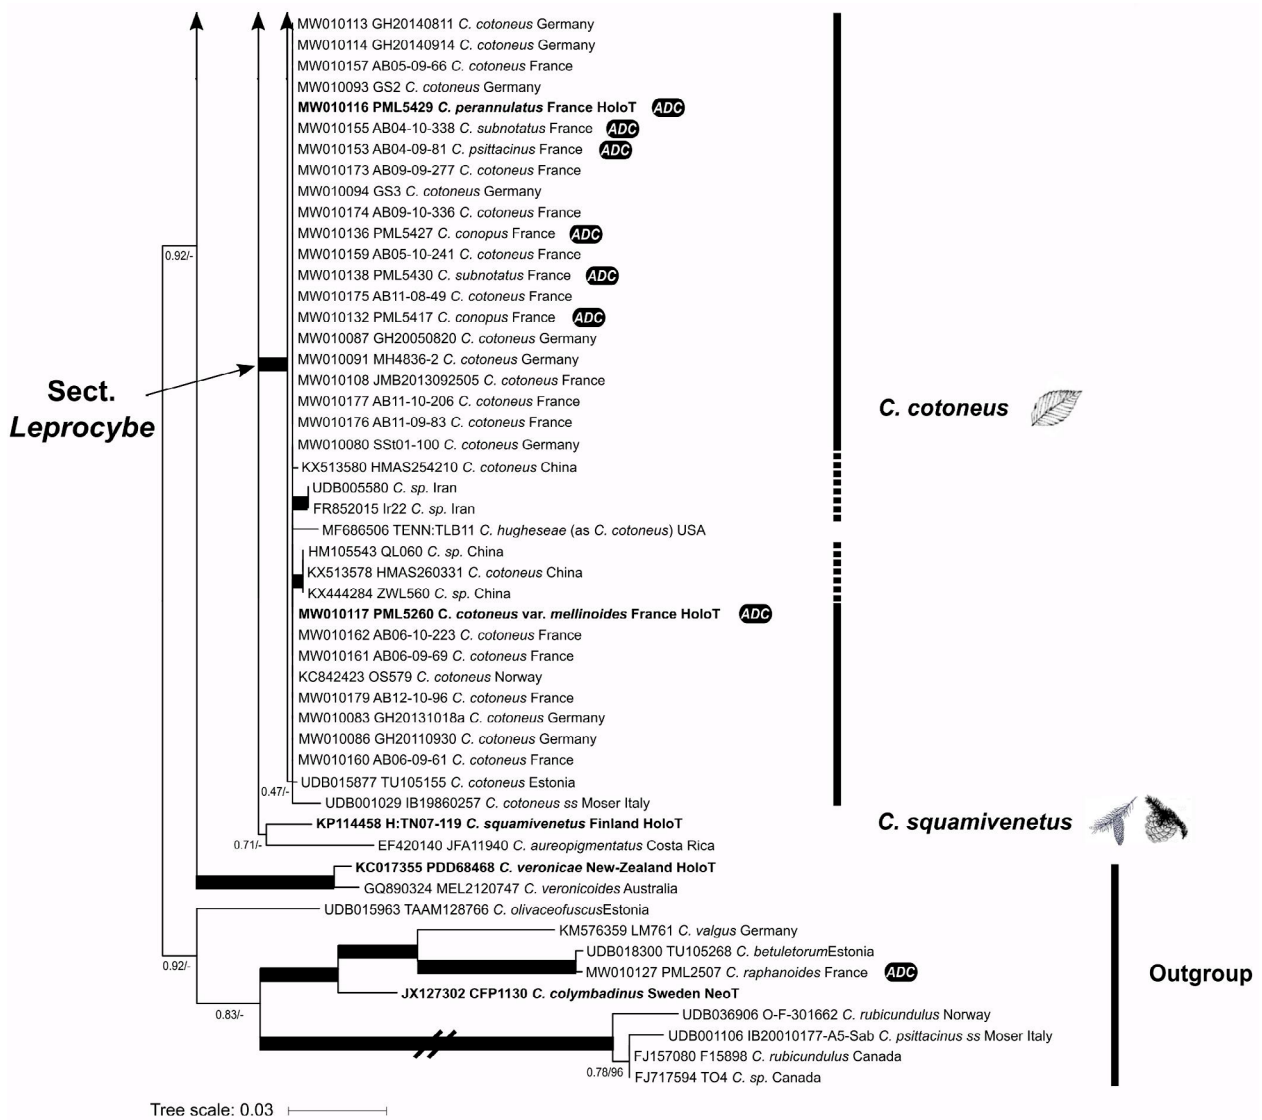 MW010113 GH20140811 C. cotoneus Germany
MW010114 GH20140914 C. cotoneus Germany
MW010157 AB05-09-66 C. cotoneus France
MW010093 GS2 C. cotoneus Germany
MW010116 PML5429 C. perannulatus France HoloT ADC
MW010155 AB04-10-338 C. subnotatus France ADC
MW010153 AB04-09-81 C. psittacinus France ADC
MW010173 AB09-09-277 C. cotoneus France
MW010094 GS3 C. cotoneus Germany
MW010174 AB09-10-336 C. cotoneus France
MW010136 PML5427 C. conopus France ADC
MW010159 AB05-10-241 C. cotoneus France
0.92/-
MW010138 PML5430 C. subnotatus France ADC
MW010175 AB11-08-49 C. cotoneus France
MW010132 PML5417 C. conopus France ADC
MW010087 GH20050820 C. cotoneus Germany
MW010091 MH4836-2 C. cotoneus Germany
MW010108 JMB2013092505 C. cotoneus France
Sect.
Leprocybe
MW010177 AB11-10-206 C. cotoneus France
C. cotoneus
MW010176 AB11-09-83 C. cotoneus France
MW010080 SSt01-100 C. cotoneus Germany
KX513580 HMAS254210 C. cotoneus China
UDB005580 C. sp. Iran
FR852015 Ir22 C. sp. Iran
MF686506 TENN:TLB11 C. hugheseae (as C. cotoneus) USA
HM105543 QL060 C. sp. China
KX513578 HMAS260331 C. cotoneus China
KX444284 ZWL560 C. sp. China
MW010117 PML5260 C. cotoneus var. mellinoides France HoloT ADC
MW010162 AB06-10-223 C. cotoneus France
MW010161 AB06-09-69 C. cotoneus France
KC842423 OS579 C. cotoneus Norway
MW010179 AB12-10-96 C. cotoneus France
MW010083 GH20131018a C. cotoneus Germany
MW010086 GH20110930 C. cotoneus Germany
MW010160 AB06-09-61 C. cotoneus France
UDB015877 TU105155 C. cotoneus Estonia
0.47/-
UDB001029 IB19860257 C. cotoneus ss Moser Italy
KP114458 H:TN07-119 C. squamivenetus Finland HoloT
C. squamivenetus
0.71/-
EF420140 JFA11940 C. aureopigmentatus Costa Rica
KC017355 PDD68468 C. veronicae New-Zealand HoloT
GQ890324 MEL2120747 C. veronicoides Australia
UDB015963 TAAM128766 C. olivaceofuscusEstonia
KM576359 LM761 C. valgus Germany
UDB018300 TU105268 C. betuletorumEstonia
0.92/-
MW010127 PML2507 C. raphanoides France ADC
Outgroup
JX127302 CFP1130 C. colymbadinus Sweden NeoT
0.83/-
UDB036906 O-F-301662 C. rubicundulus Norway
UDB001106 IB20010177-A5-Sab C. psittacinus ss Moser Italy
FJ157080 F15898 C. rubicundulus Canada
0.78/96
FJ717594 TO4 C. sp. Canada
Tree scale: 0.03